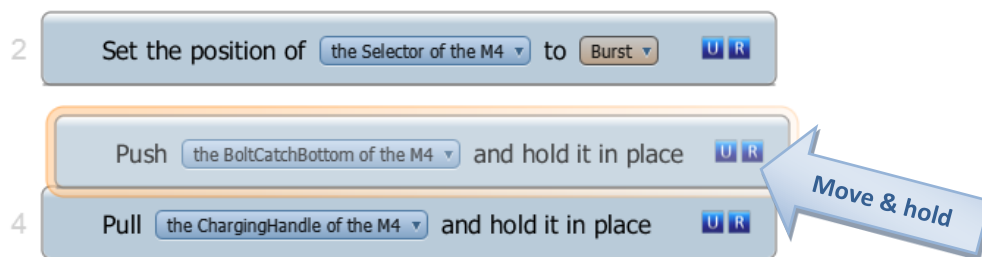 2 Set the position of the Selector of the M4 to Burst U R
Push the BoltCatchBottom of the M4 and hold it in place U R
Move & hold
4 Pull the ChargingHandle of the M4 and hold it in place U R